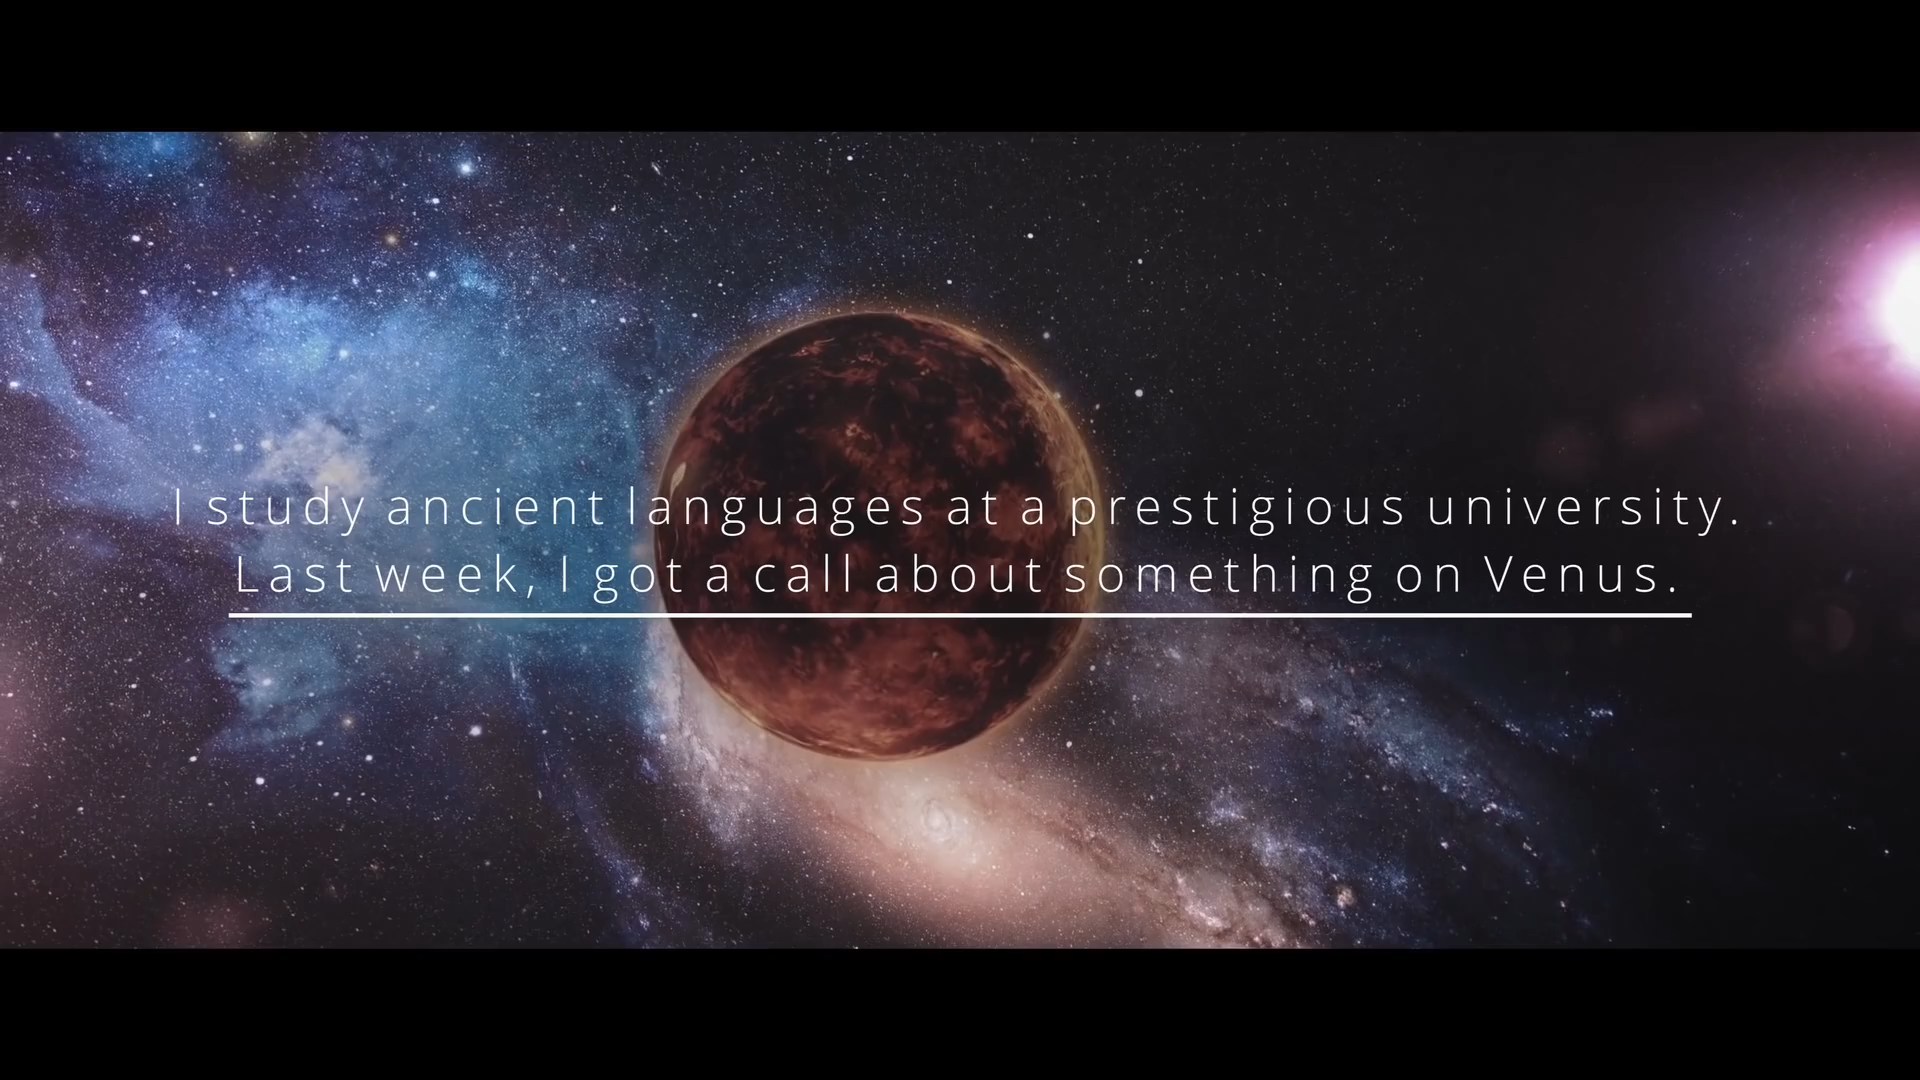 I study ancient languages at a prestigious university.
Last week, I got a call about something on Venus.